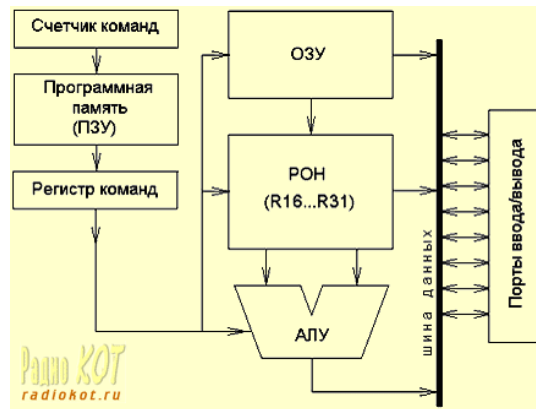 Счетчик команд
Программная
память
(ПЗУ)
Регистр команд
ОЗУ
РОН
(R16...R31)
АЛУ
шина данных
Порты ввода/вывода
Радио КОТ
radiokot.ru